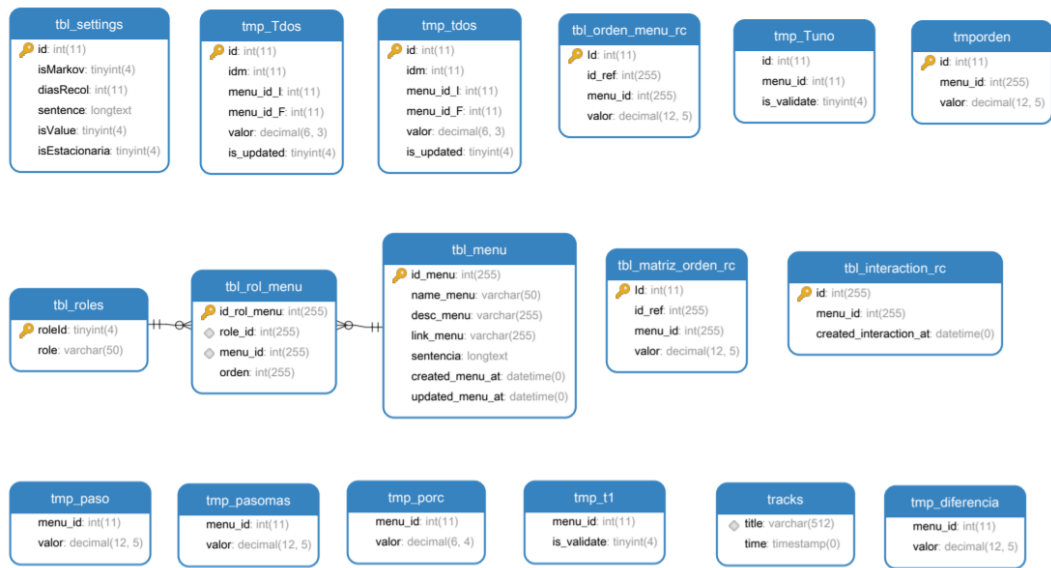 tbl_settings
id: int(11)
isMarkov: tinyint(4)
diasRecol: int(11)
sentence: longtext
isValue: tinyint(4)
isEstacionaria: tinyint(4)
tmp_Tdos
id: int(11)
idm: int(11)
menu_id_I: int(11)
menu_id_F: int(11)
valor: decimal(6, 3)
is_updated: tinyint(4)
tmp_tdos
id: int(11)
idm: int(11)
menu_id_I: int(11)
menu_id_F: int(11)
valor: decimal(6, 3)
is_updated: tinyint(4)
tbl_orden_menu_rc
Id: int(11)
id_ref: int(255)
menu_id: int(255)
valor: decimal(12, 5)
tmp_Tuno
id: int(11)
menu_id: int(11)
is_validate: tinyint(4)
tmporden
id: int(11)
menu_id: int(255)
valor: decimal(12, 5)
tbl_roles
roleId: tinyint(4)
role: varchar(50)
tbl_rol_menu
id_rol_menu: int(255)
role_id: int(255)
menu_id: int(255)
orden: int(255)
tbl_menu
id_menu: int(255)
name_menu: varchar(50)
desc_menu: varchar(255)
link_menu: varchar(255)
sentencia: longtext
created_menu_at: datetime(0)
updated_menu_at: datetime(0)
tbl_matriz_orden_rc
Id: int(11)
id_ref: int(255)
menu_id: int(255)
valor: decimal(12, 5)
tbl_interaction_rc
id: int(255)
menu_id: int(255)
created_interaction_at: datetime(0)
tmp_paso
menu_id: int(11)
valor: decimal(12, 5)
tmp_pasomas
menu_id: int(11)
valor: decimal(12, 5)
tmp_porc
menu_id: int(11)
valor: decimal(6, 4)
tmp_t1
menu_id: int(11)
is_validate: tinyint(4)
tracks
title: varchar(512)
time: timestamp(0)
tmp_diferencia
menu_id: int(11)
valor: decimal(12, 5)